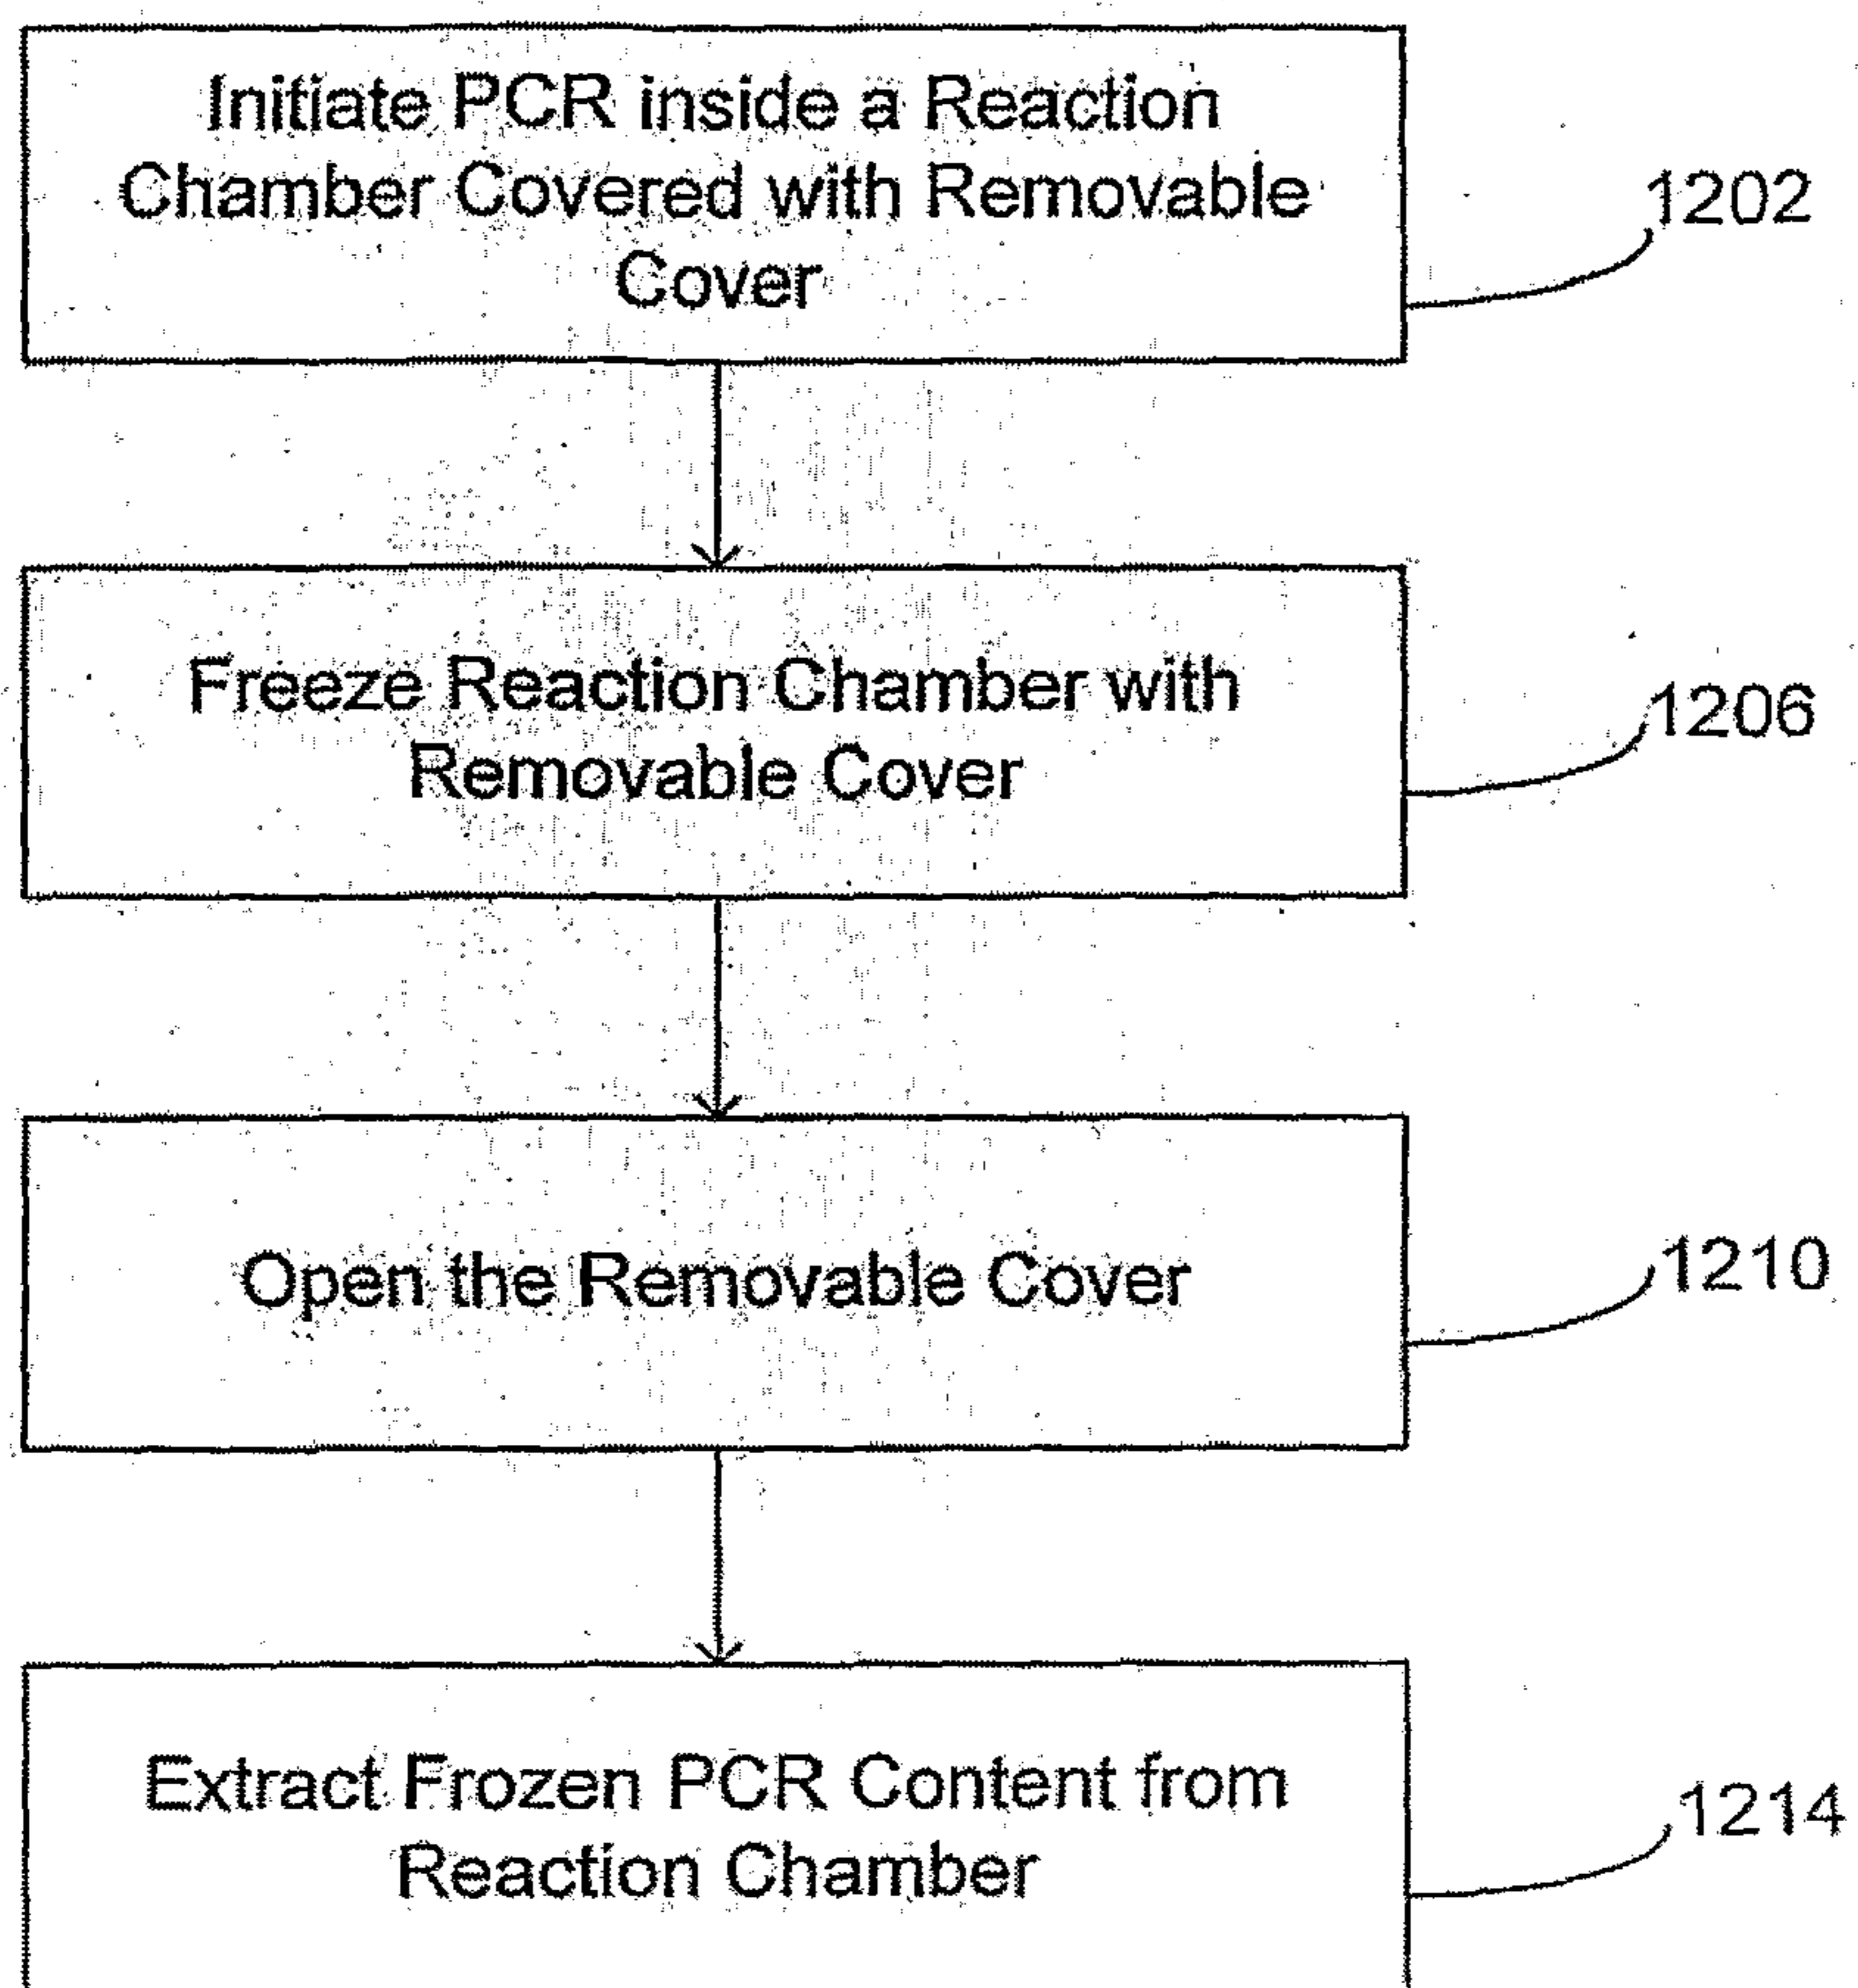 Initiate PCR inside a Reaction
Chamber Covered with Removable
Cover
1202
Freeze Reaction Chamber with
Removable Cover
1206
Open the Removable Cover
1210
Extract Frozen PCR Content from
Reaction Chamber
1214